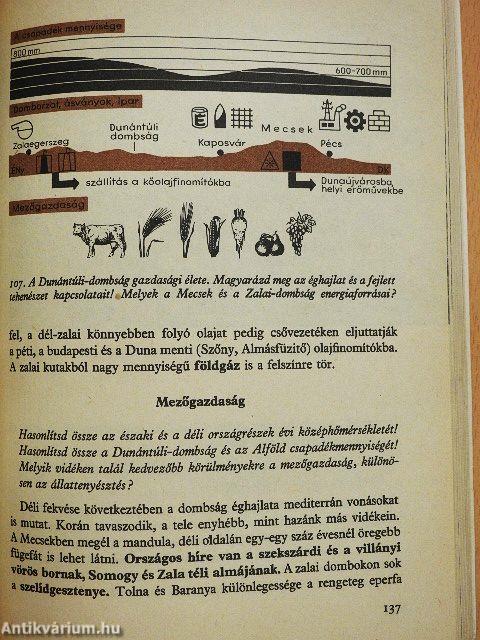 A csapadék mennyisége
800 mm
600-700 mm
Domborzat, ásványok, ipar
Zalaegerszeg
Dunántúli dombság
Kaposvár
Mecsek
Pécs
ÉNy
DK
szállítás a kőolajfinomítókba
Dunaújvárosba, helyi erőművekbe
Mezőgazdaság
107. A Dunántúli-dombság gazdasági élete. Magyarázd meg az éghajlat és a fejlett
tehenészet kapcsolatait! Melyek a Mecsek és a Zalai-dombság energiaforrásai?
fel, a dél-zalai könnyebben folyó olajat pedig csővezetéken eljuttatják
a péti, a budapesti és a Duna menti (Szőny, Almásfüzitő) olajfinomítókba.
A zalai kutakból nagy mennyiségű földgáz is a felszínre tör.
Mezőgazdaság
Hasonlítsd össze az északi és a déli országrészek évi középhőmérsékletét!
Hasonlítsd össze a Dunántúli-dombság és az Alföld csapadékmennyiségét!
Melyik vidéken talál kedvezőbb körülményekre a mezőgazdaság, különö-
sen az állattenyésztés?
Déli fekvése következtében a dombság éghajlata mediterrán vonásokat
is mutat. Korán tavaszodik, a tele enyhébb, mint hazánk más vidékein.
A Mecsekben megél a mandula, déli oldalán egy-egy száz évesnél öregebb
fügefát is lehet látni. Országos híre van a szekszárdi és a villányi
vörös bornak, Somogy és Zala téli almájának. A zalai dombokon sok
a szelídgesztenye. Tolna és Baranya különlegessége a rengeteg eperfa
137
Antikvárium.hu